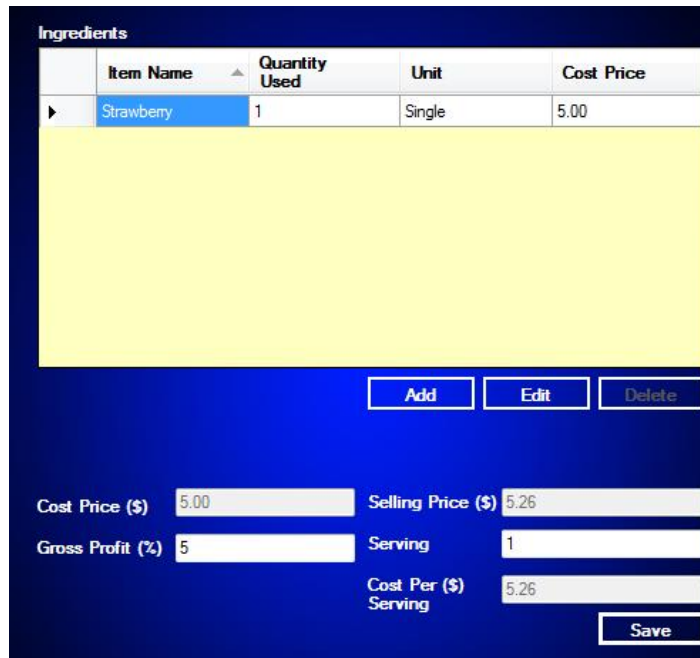 Ingredients
Item Name Quantity Used Unit Cost Price
Strawberry 1 Single 5.00
Add Edit Delete
Cost Price ($) 5.00 Selling Price ($) 5.26
Gross Profit (%) 5 Serving 1
Cost Per ($)
Serving 5.26
Save